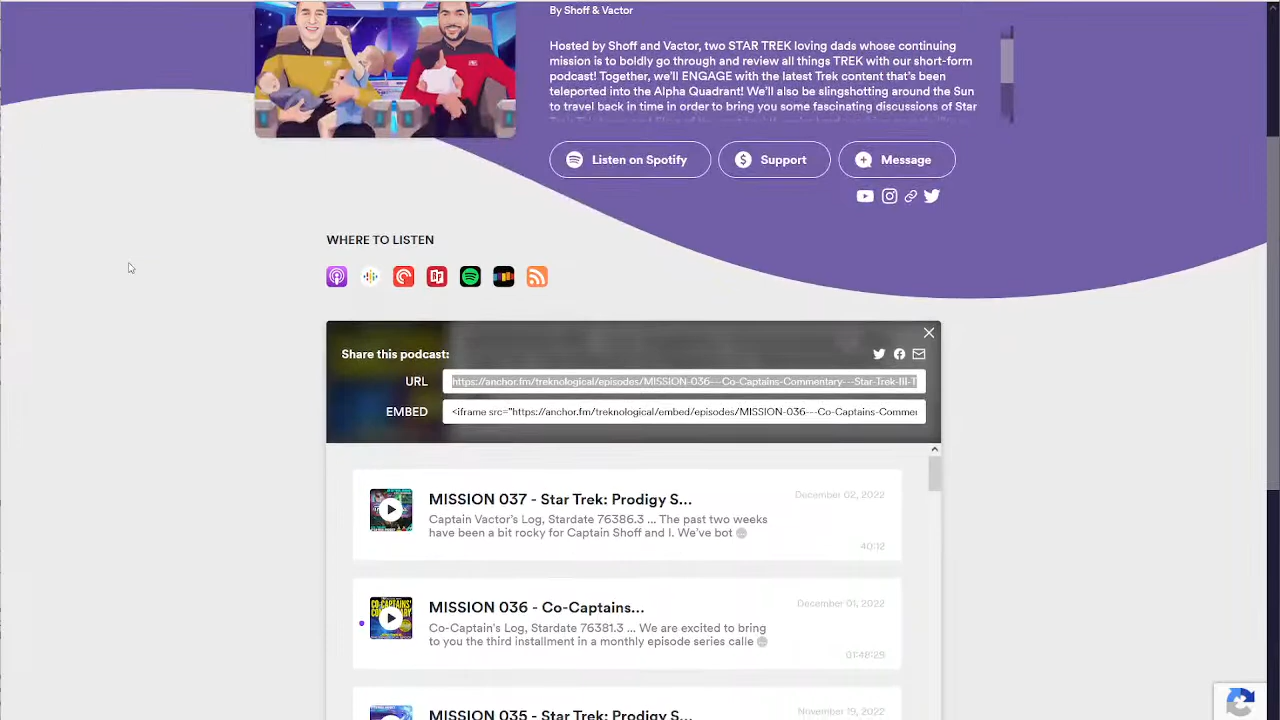 By Shoff & Vactor
Hosted by Shoff and Vactor, two STAR TREK loving dads whose continuing
mission is to boldly go through and review all things TREK with our short-form
podcast! Together, we'll ENGAGE with the latest Trek content that's been
teleported into the Alpha Quadrant! We'll also be slingshotting around the Sun
to travel back in time in order to bring you some fascinating discussions of Star
Listen on Spotify
Support
Message
WHERE TO LISTEN
Share this podcast:
URL
https://anchor.fm/treknological/episodes/MISSION-036---Co-Captains-Commentary---Star-Trek-III-T
EMBED
<iframe src="https://anchor.fm/treknological/embed/episodes/MISSION-036---Co-Captains-Comme
MISSION 037 - Star Trek: Prodigy S...
December 02, 2022
Captain Vactor's Log, Stardate 76386.3 ... The past two weeks
have been a bit rocky for Captain Shoff and I. We've bot
40:12
MISSION 036 - Co-Captains...
December 01, 2022
Co-Captain's Log, Stardate 76381.3 ... We are excited to bring
to you the third installment in a monthly episode series calle
01:48:29
MISSION 035 - Star Trek: Prodigy S...
November 19, 2022